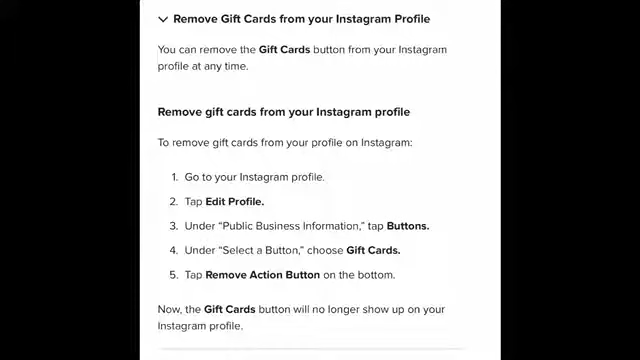 Remove Gift Cards from your Instagram Profile
You can remove the Gift Cards button from your Instagram
profile at any time.
Remove gift cards from your Instagram profile
To remove gift cards from your profile on Instagram:
1. Go to your Instagram profile.
2. Tap Edit Profile.
3. Under “Public Business Information,” tap Buttons.
4. Under “Select a Button,” choose Gift Cards.
5. Tap Remove Action Button on the bottom.
Now, the Gift Cards button will no longer show up on your
Instagram profile.